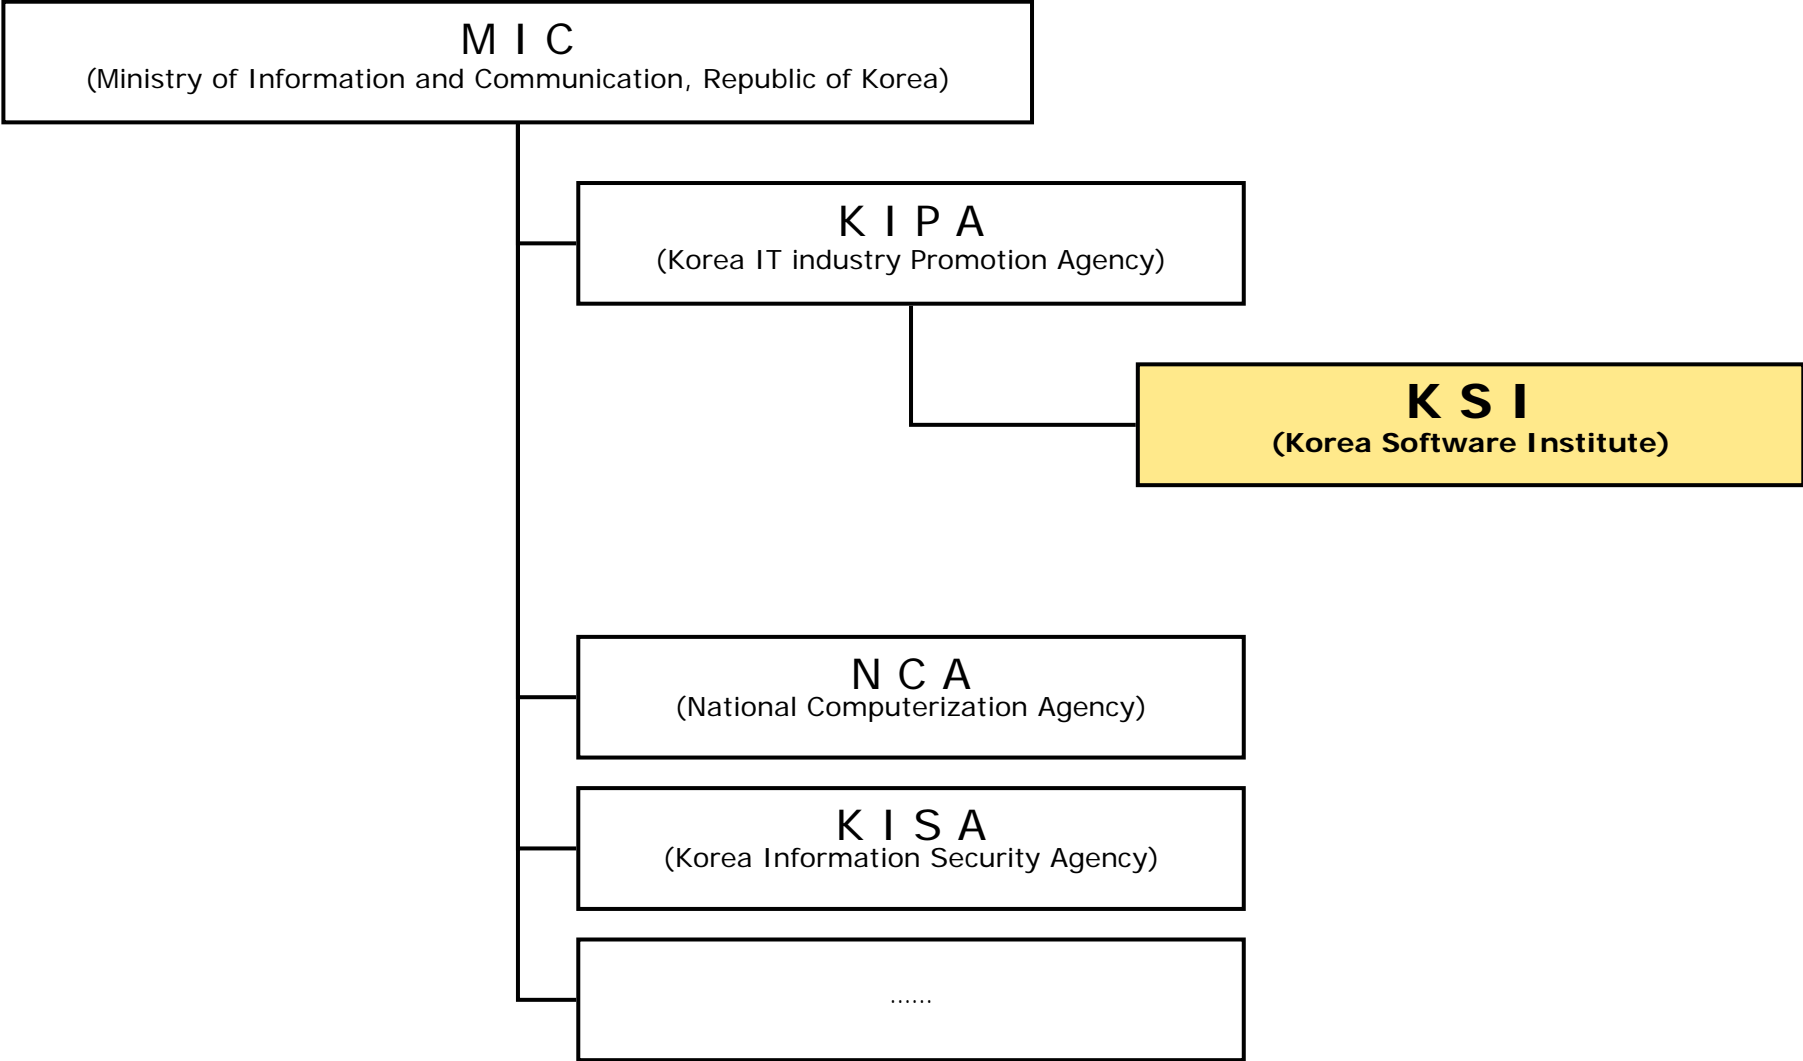 M I C
(Ministry of Information and Communication, Republic of Korea)
K I P A
(Korea IT industry Promotion Agency)
K S I
(Korea Software Institute)
N C A
(National Computerization Agency)
K I S A
(Korea Information Security Agency)
......